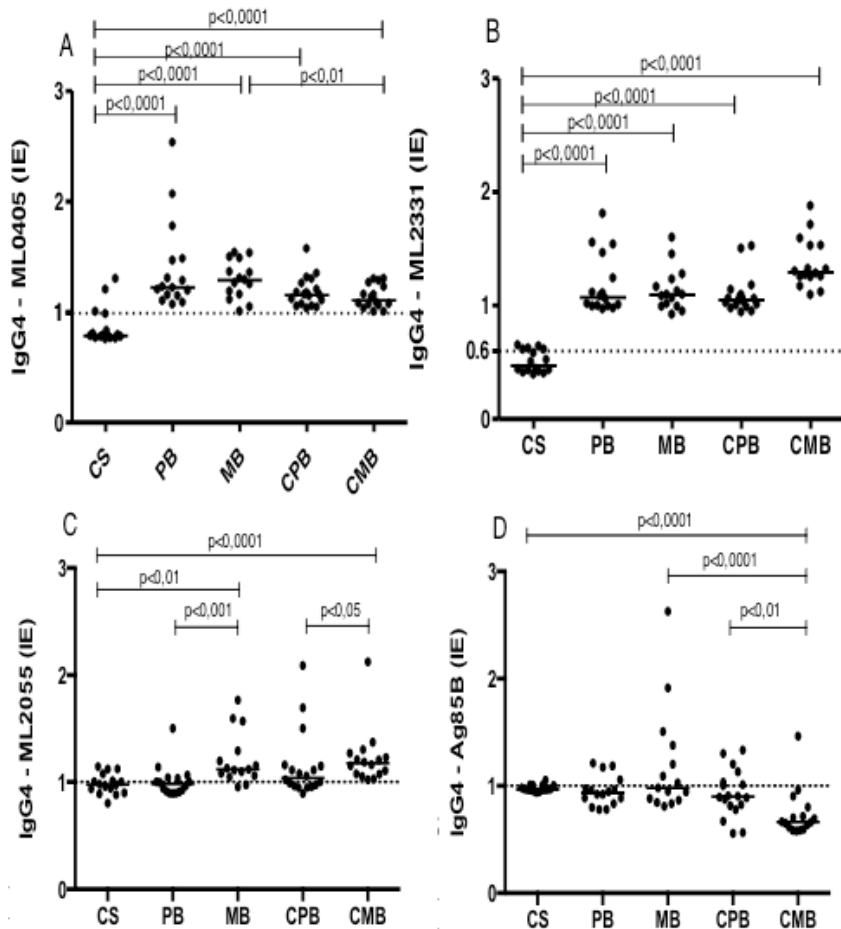 A
p<0,0001
p<0,0001
p<0,0001
p<0,01
p<0,0001
IgG4 - ML0405 (IE)
3
2
1
0
CS
PB
MB
CPB
CMB
B
p<0,0001
p<0,0001
p<0,0001
p<0,0001
IgG4 - ML2331 (IE)
3
2
1
0.6
0
CS
PB
MB
CPB
CMB
C
p<0,0001
p<0,01
p<0,001
p<0,05
IgG4 - ML2055 (IE)
3
2
1
0
CS
PB
MB
CPB
CMB
D
p<0,0001
p<0,0001
p<0,01
IgG4 - Ag85B (IE)
3
2
1
0
CS
PB
MB
CPB
CMB